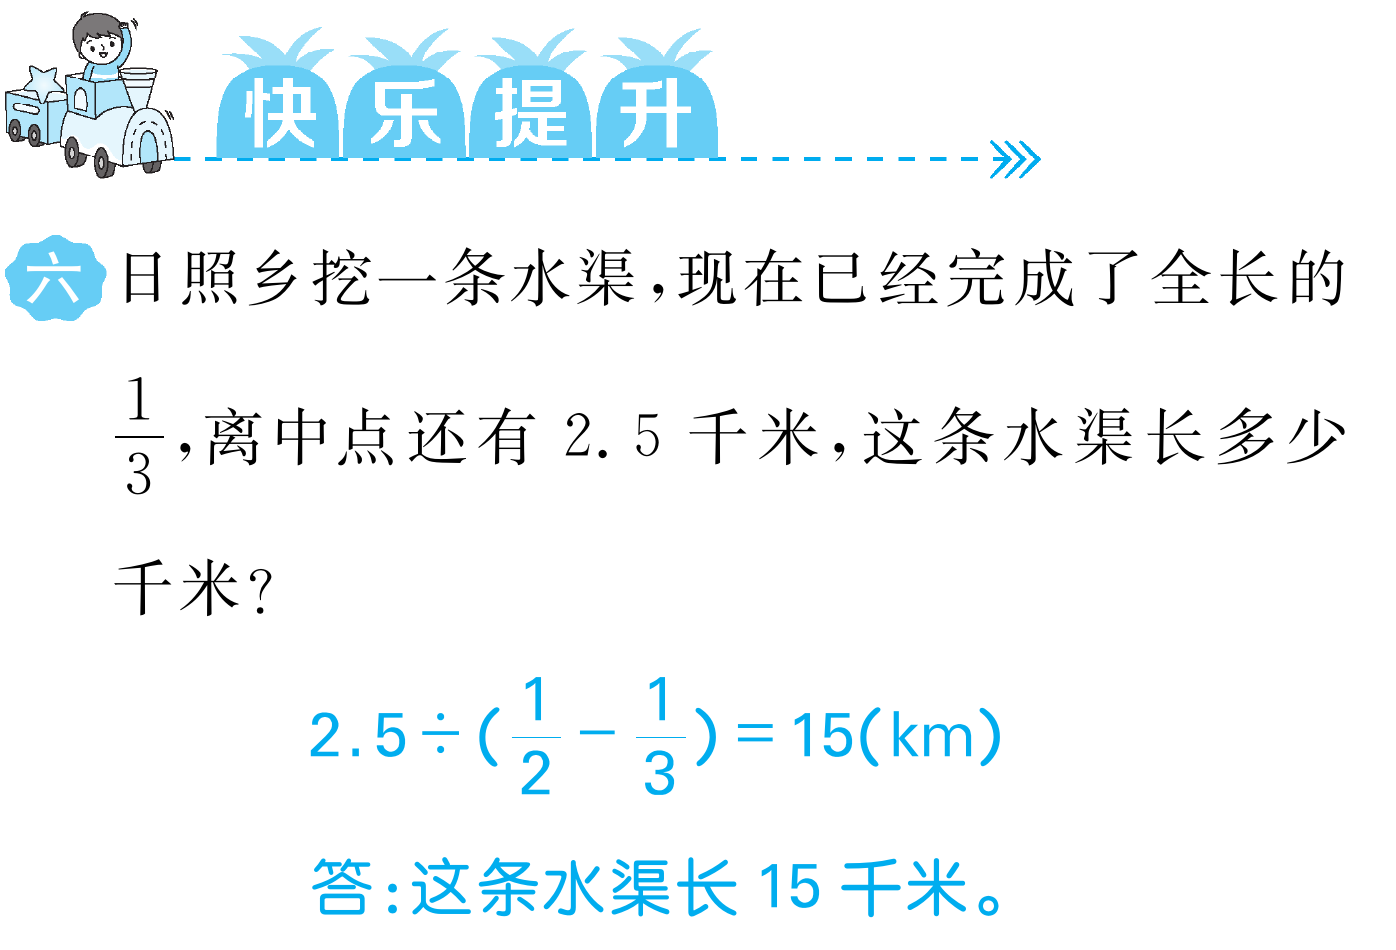 快乐提升
六 日照乡挖一条水渠,现在已经完成了全长的
1/3,离中点还有 2.5 千米,这条水渠长多少
千米?
2.5÷(1/2-1/3)=15(km)
答:这条水渠长 15 千米。